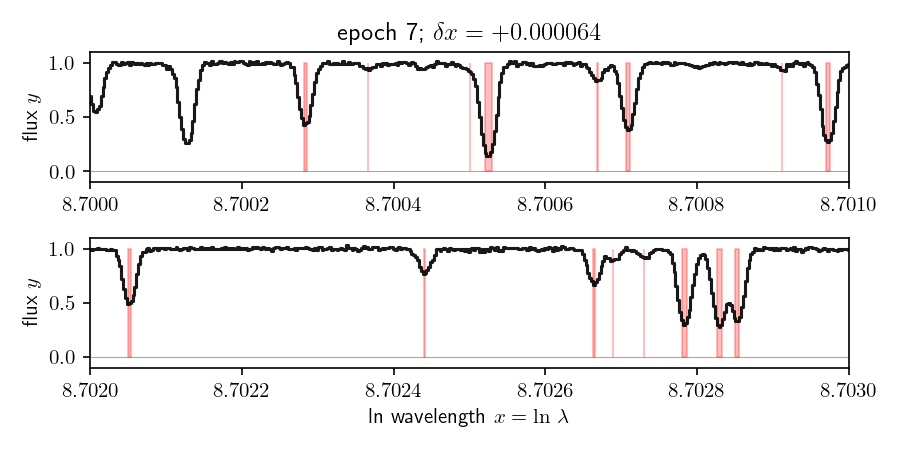 epoch 7; δx = +0.000064
1.0
0.5
0.0
flux y
8.7000 8.7002 8.7004 8.7006 8.7008 8.7010
1.0
0.5
0.0
flux y
8.7020 8.7022 8.7024 8.7026 8.7028 8.7030
ln wavelength x = ln λ